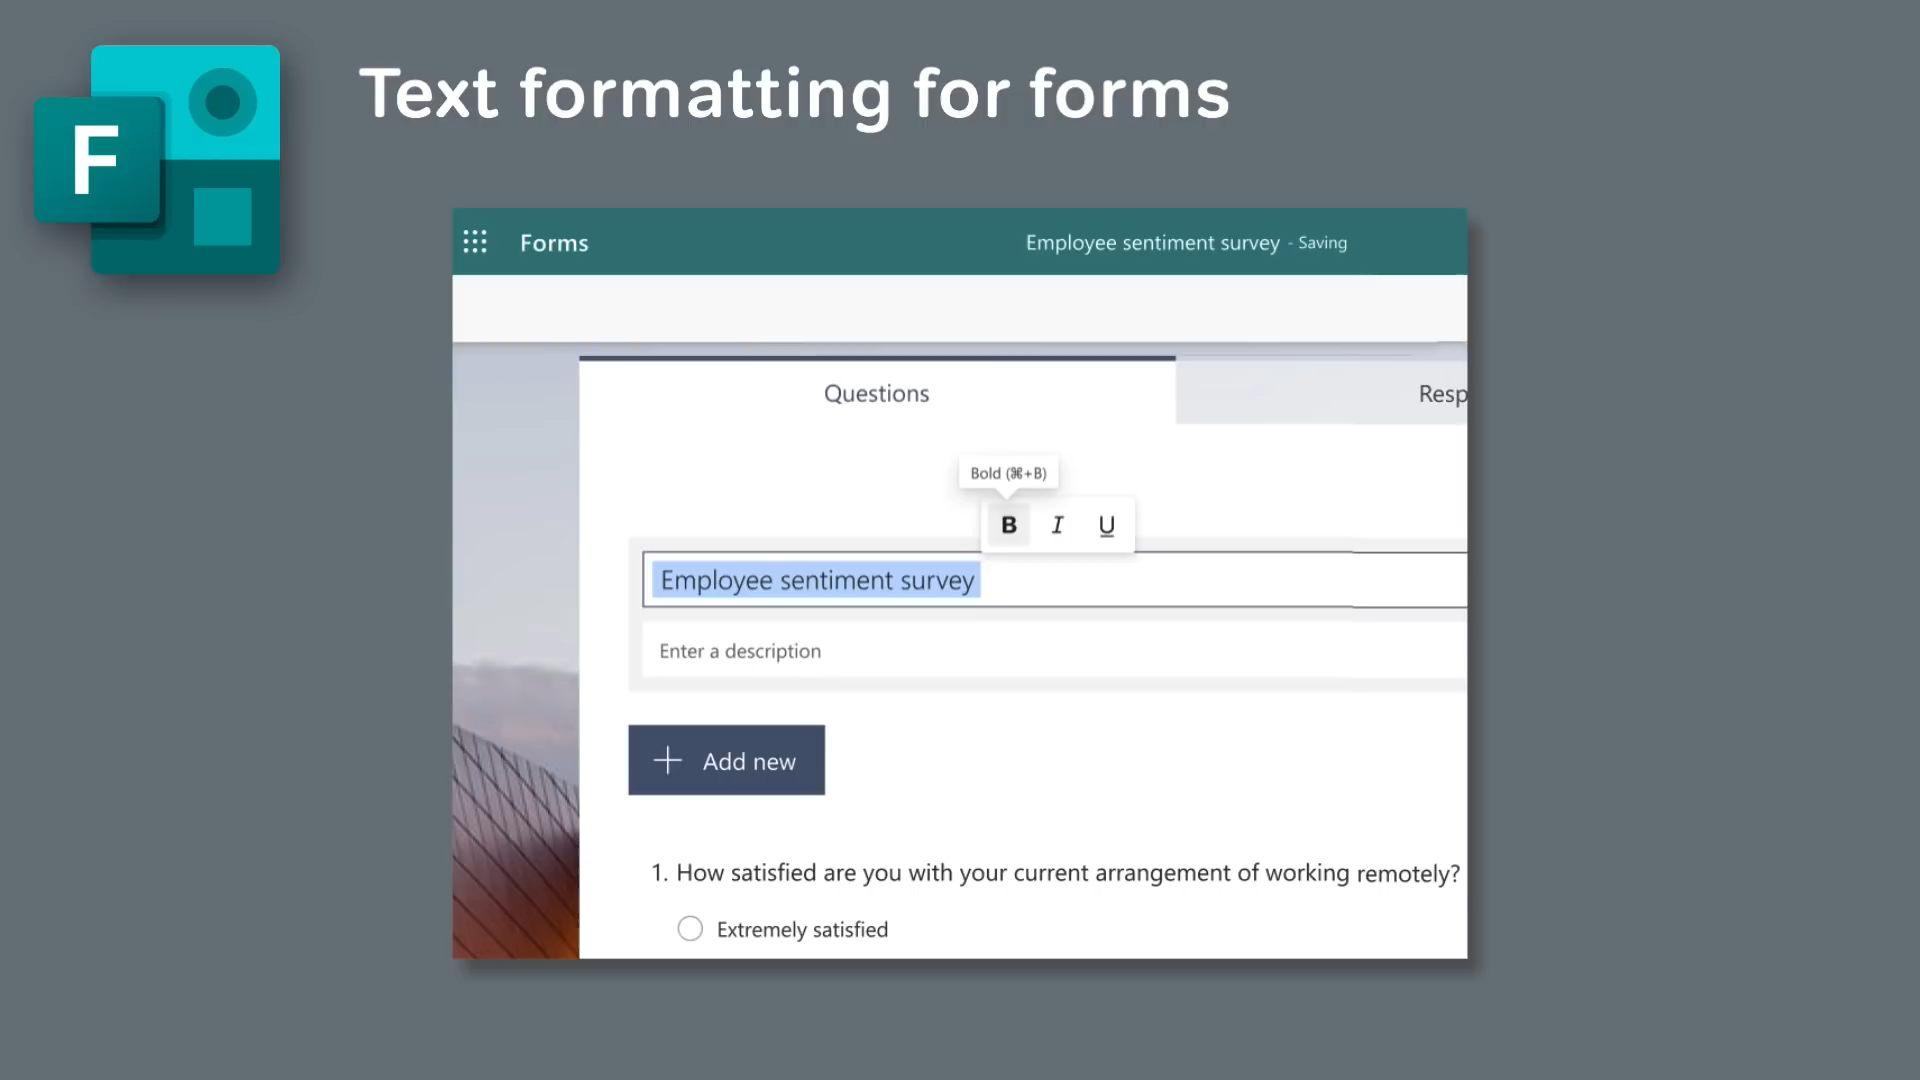 F
Text formatting for forms
Forms
Employee sentiment survey - Saving
Questions
Resp
Bold (⌘+B)
B I U
Employee sentiment survey
Enter a description
+ Add new
1. How satisfied are you with your current arrangement of working remotely?
Extremely satisfied